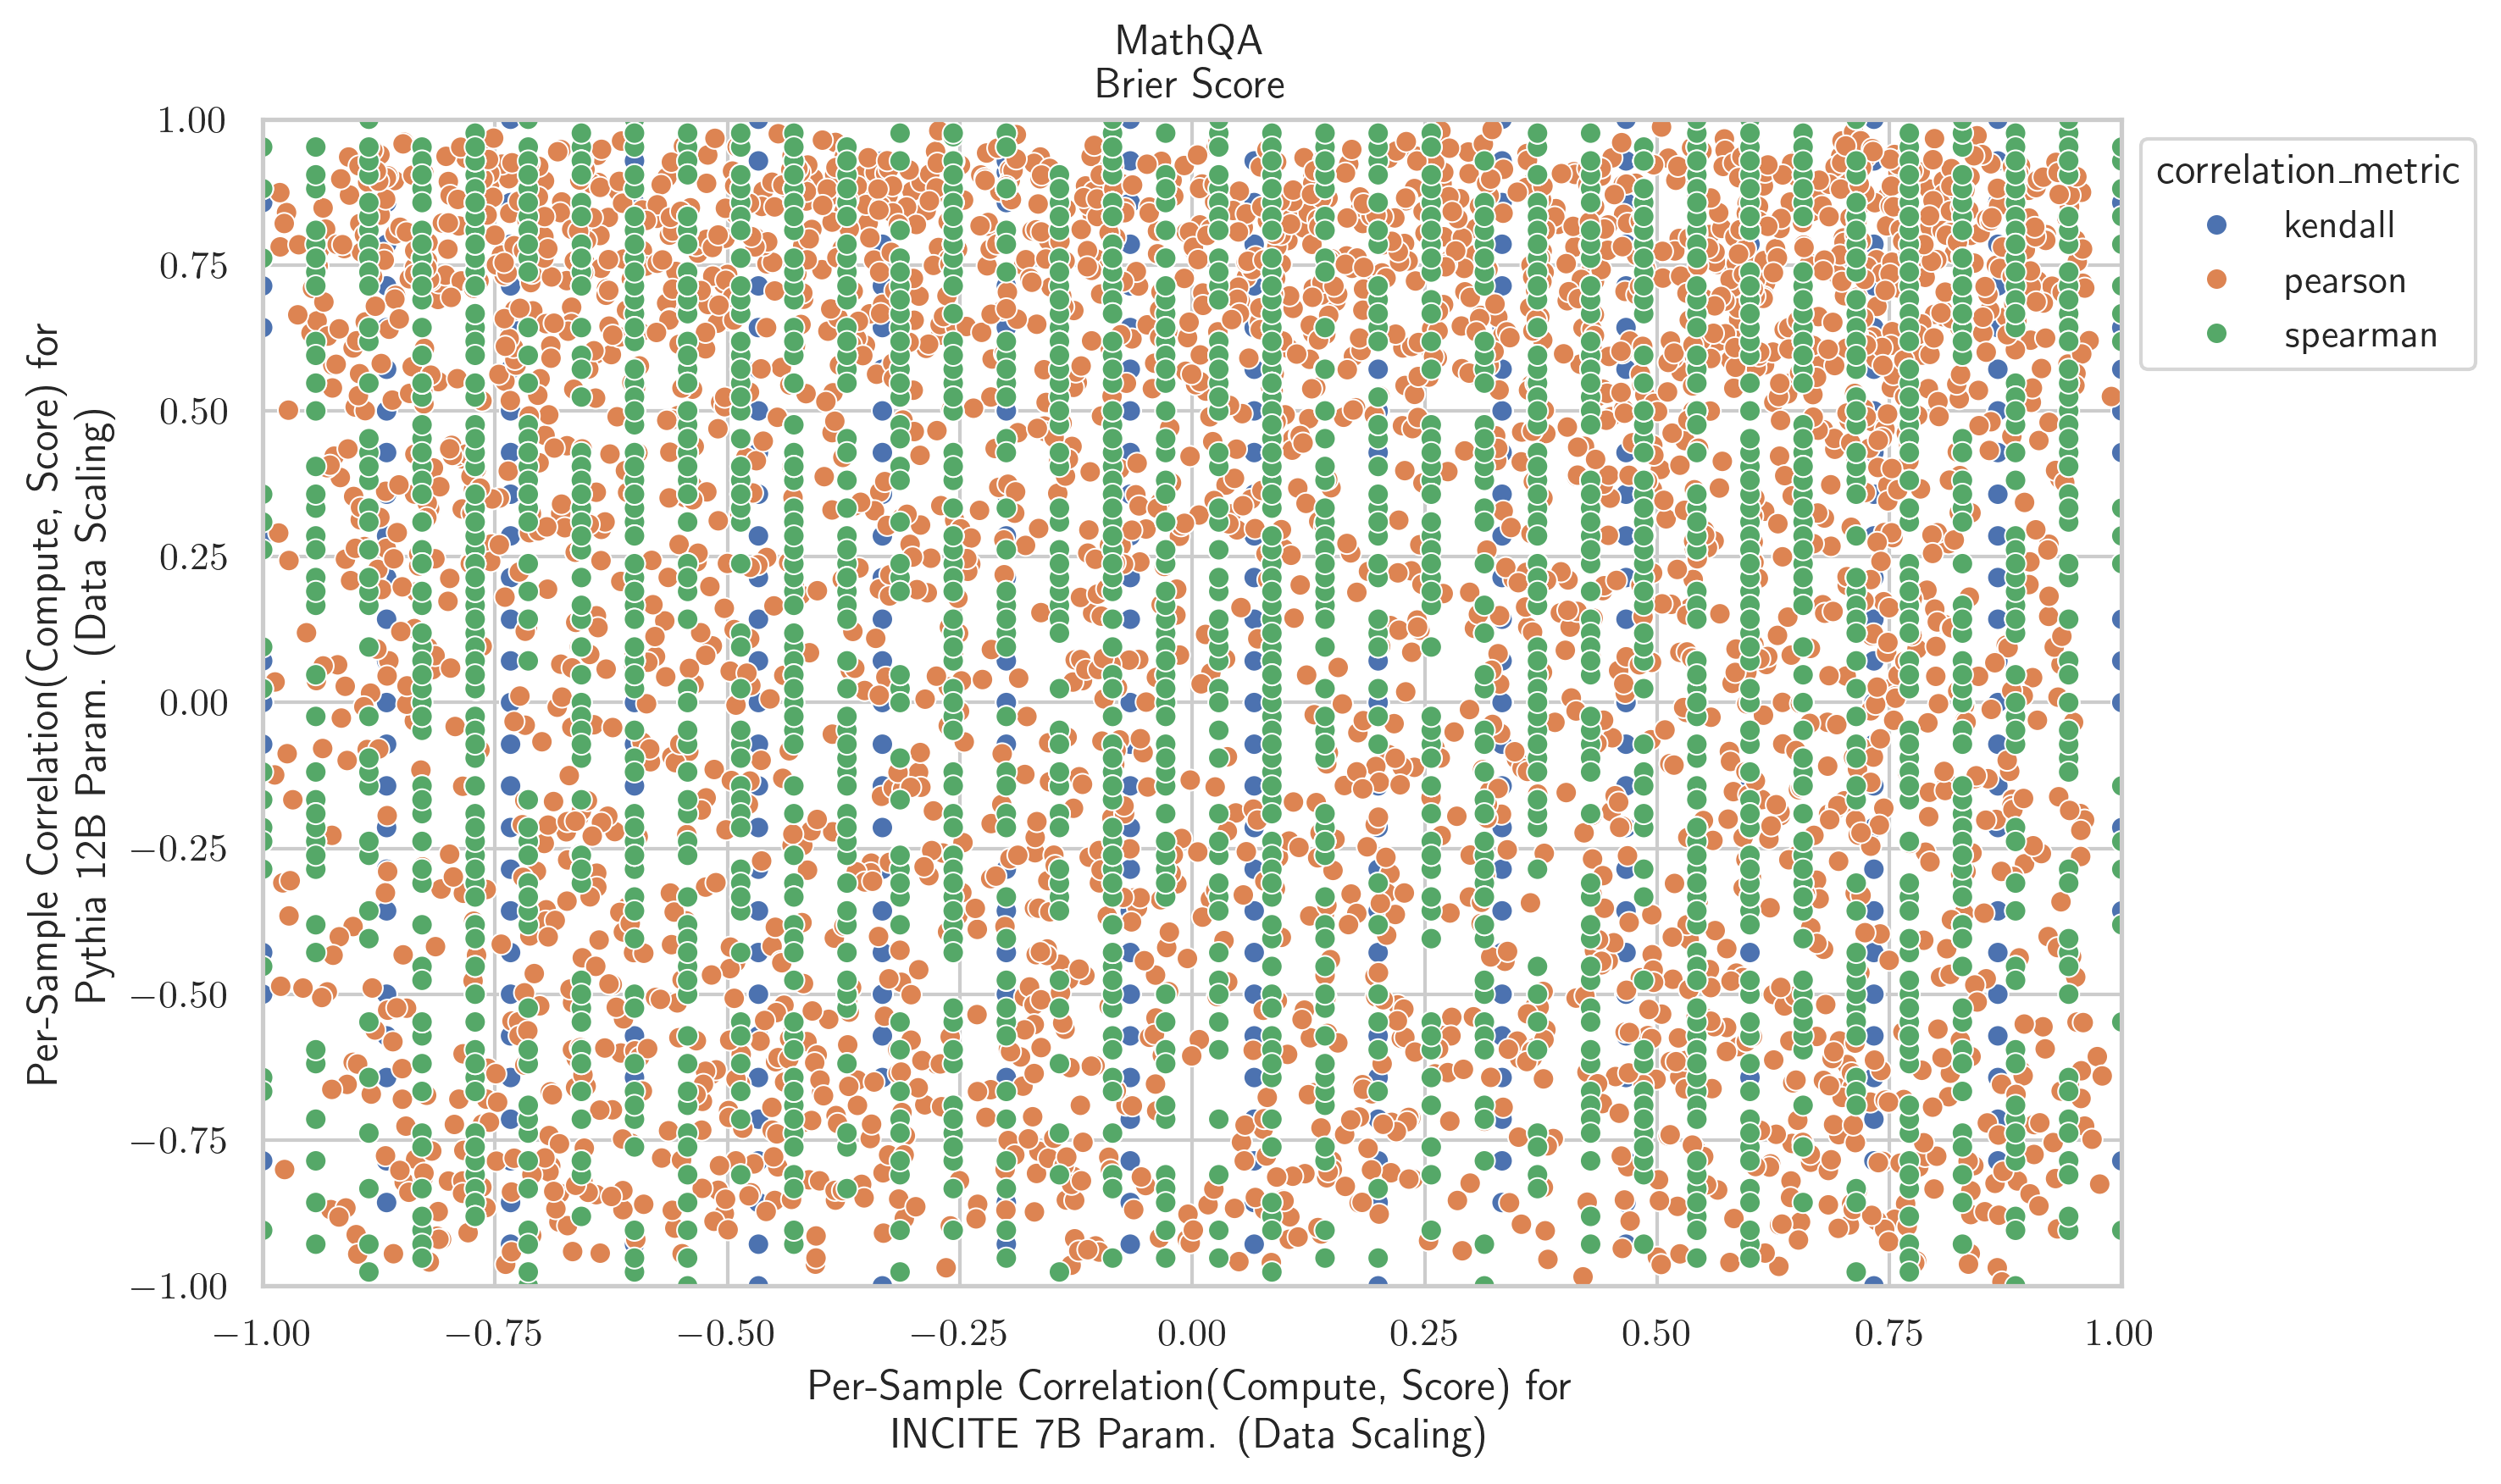 MathQA
Brier Score
Per-Sample Correlation(Compute, Score) for
Pythia 12B Param. (Data Scaling)
1.00
0.75
0.50
0.25
0.00
−0.25
−0.50
−0.75
−1.00
−1.00
−0.75
−0.50
−0.25
0.00
0.25
0.50
0.75
1.00
Per-Sample Correlation(Compute, Score) for
INCITE 7B Param. (Data Scaling)
correlation_metric
kendall
pearson
spearman